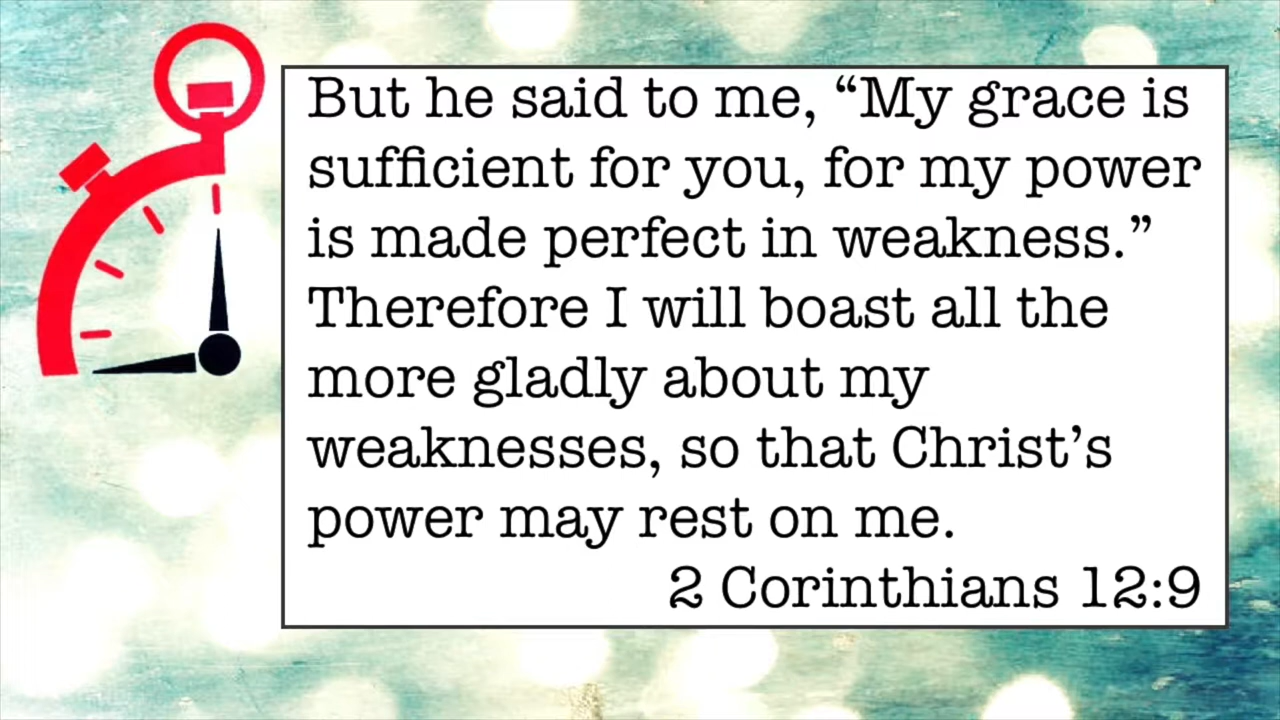 But he said to me, “My grace is
sufficient for you, for my power
is made perfect in weakness.”
Therefore I will boast all the
more gladly about my
weaknesses, so that Christ’s
power may rest on me.
2 Corinthians 12:9